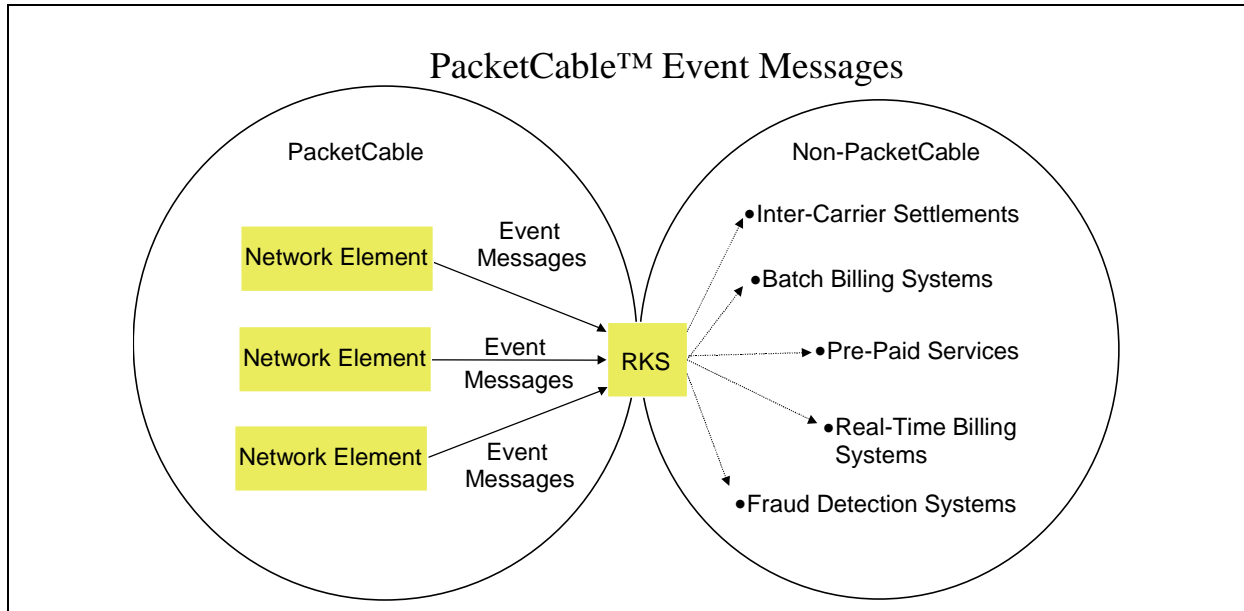 PacketCable™ Event Messages
PacketCable
Non-PacketCable
Network Element
Event
Messages
Network Element
Event
Messages
Network Element
Event
Messages
RKS
•Inter-Carrier Settlements
•Batch Billing Systems
•Pre-Paid Services
•Real-Time Billing
Systems
•Fraud Detection Systems